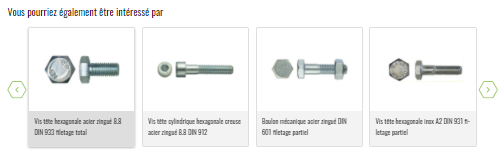 Vous pourriez également être intéressé par
Vis tête hexagonale acier zingué 8.8
DIN 933 filetage total
Vis tête cylindrique hexagonale creuse
acier zingué 8.8 DIN 912
Boulon mécanique acier zingué DIN
601 filetage partiel
Vis tête hexagonale inox A2 DIN 931 fi-
letage partiel